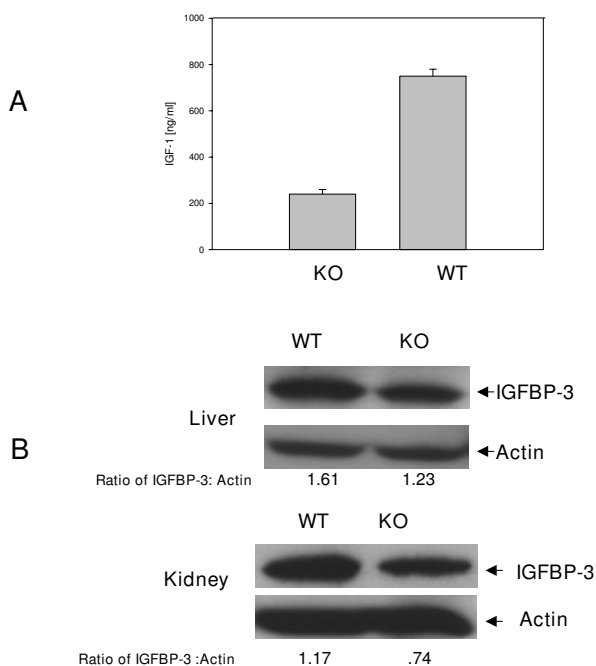 A
1000
800
600
400
200
0
IGF-1 [ng/ml]
KO WT
WT KO
IGFBP-3
Liver
B
Actin
Ratio of IGFBP-3: Actin 1.61 1.23
WT KO
Kidney
IGFBP-3
Actin
Ratio of IGFBP-3 :Actin 1.17 .74